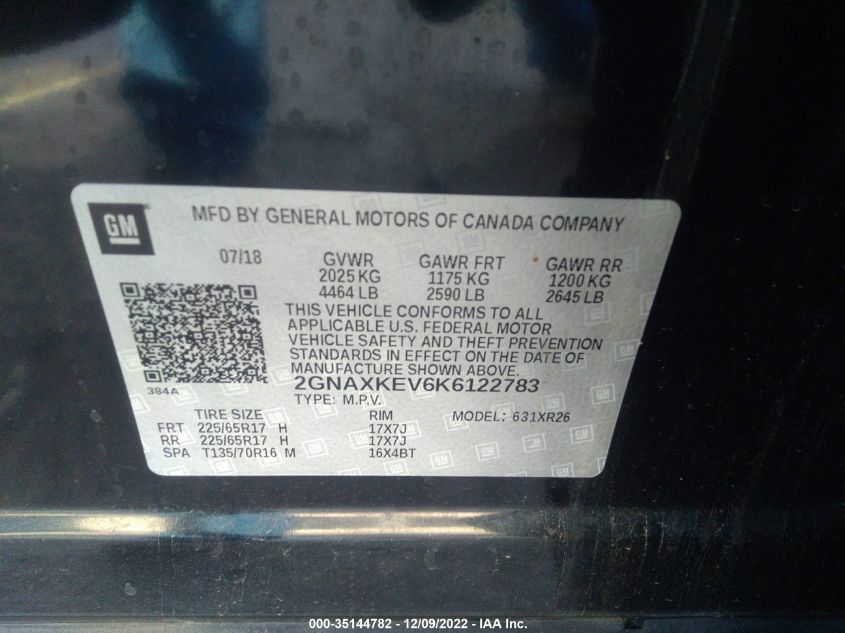 GM
MFD BY GENERAL MOTORS OF CANADA COMPANY
07/18 GVWR GAWR FRT GAWR RR
2025 KG 1175 KG 1200 KG
4464 LB 2590 LB 2645 LB
THIS VEHICLE CONFORMS TO ALL
APPLICABLE U.S. FEDERAL MOTOR
VEHICLE SAFETY AND THEFT PREVENTION
STANDARDS IN EFFECT ON THE DATE OF
MANUFACTURE SHOWN ABOVE.
384A
2GNAXKEV6K6122783
TYPE: M.P.V.
TIRE SIZE RIM MODEL: 631XR26
FRT 225/65R17 H 17X7J
RR 225/65R17 H 17X7J
SPA T135/70R16 M 16X4BT
000-35144782 - 12/09/2022 - IAA Inc.